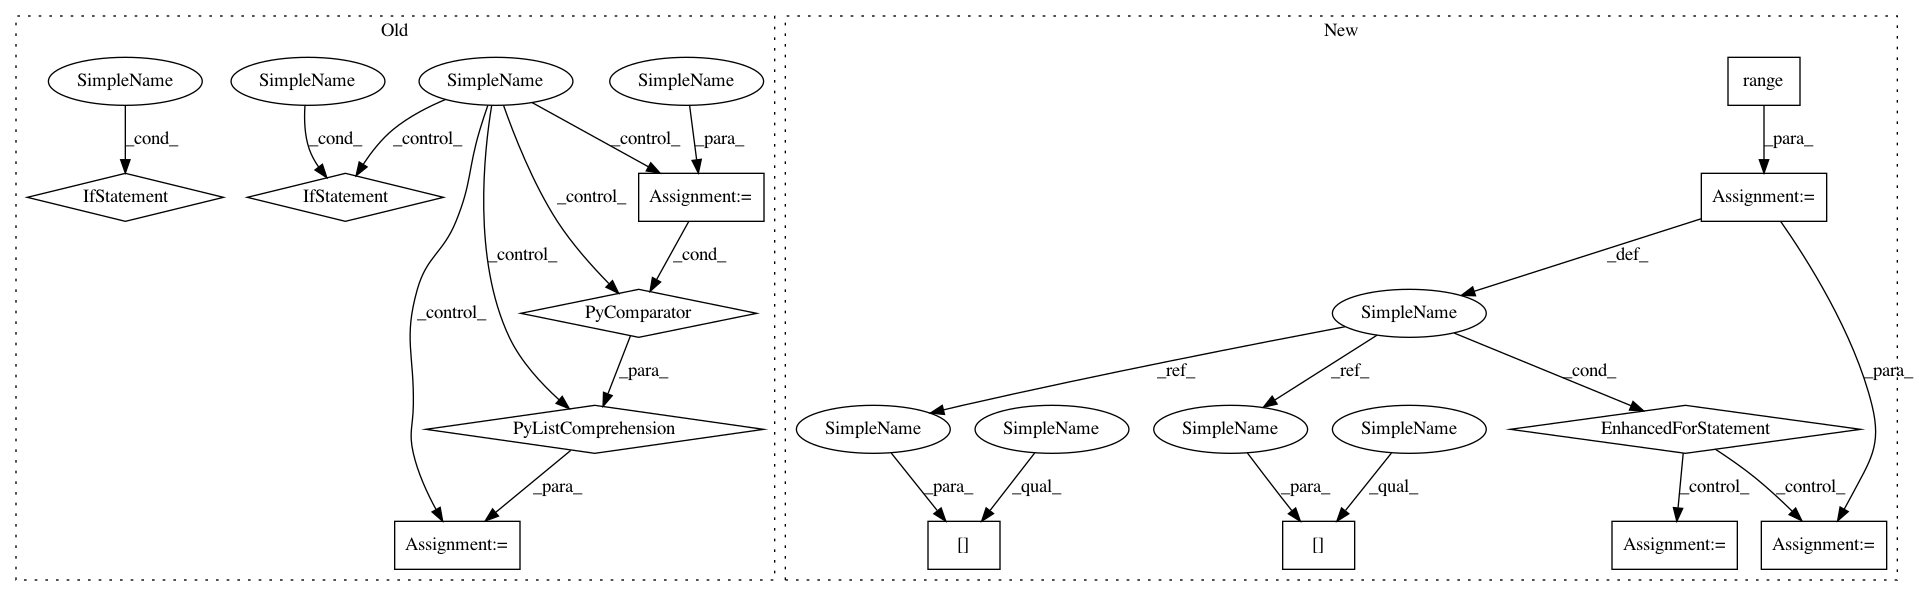 Old
New
SimpleName
SimpleName
SimpleName
SimpleName
range
_cond_
_cond_
_control_
_control_
_para_
_para_
IfStatement
IfStatement
Assignment:=
Assignment:=
_control_
_control_
_control_
_cond_
_def_
PyComparator
SimpleName
_para_
_ref_
_ref_
_cond_
_para_
PyListComprehension
SimpleName
SimpleName
SimpleName
SimpleName
EnhancedForStatement
_para_
_para_
_qual_
_para_
_qual_
_control_
_control_
Assignment:=
[]
[]
Assignment:=
Assignment:=